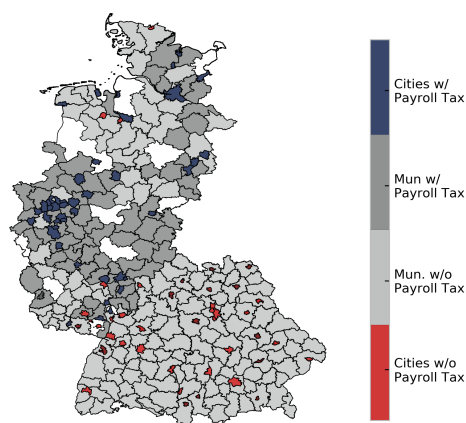 Cities w/
Payroll Tax
Mun w/
Payroll Tax
Mun. w/o
Payroll Tax
Cities w/o
Payroll Tax